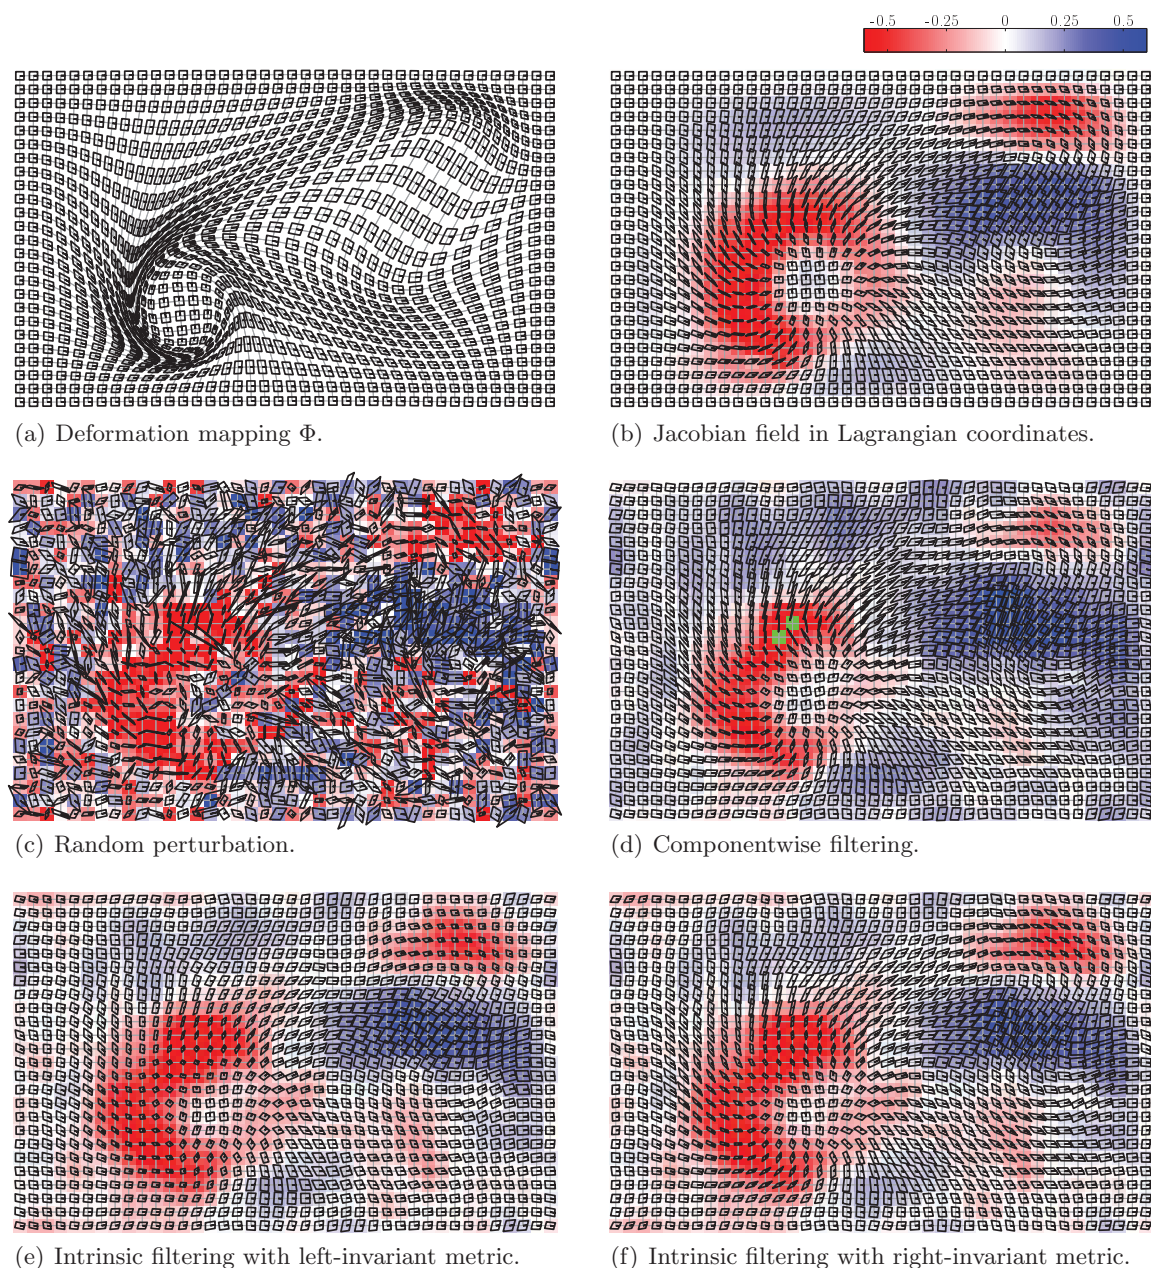 -0.5 -0.25 0 0.25 0.5
(a) Deformation mapping Φ.
(b) Jacobian field in Lagrangian coordinates.
(c) Random perturbation.
(d) Componentwise filtering.
(e) Intrinsic filtering with left-invariant metric.
(f) Intrinsic filtering with right-invariant metric.